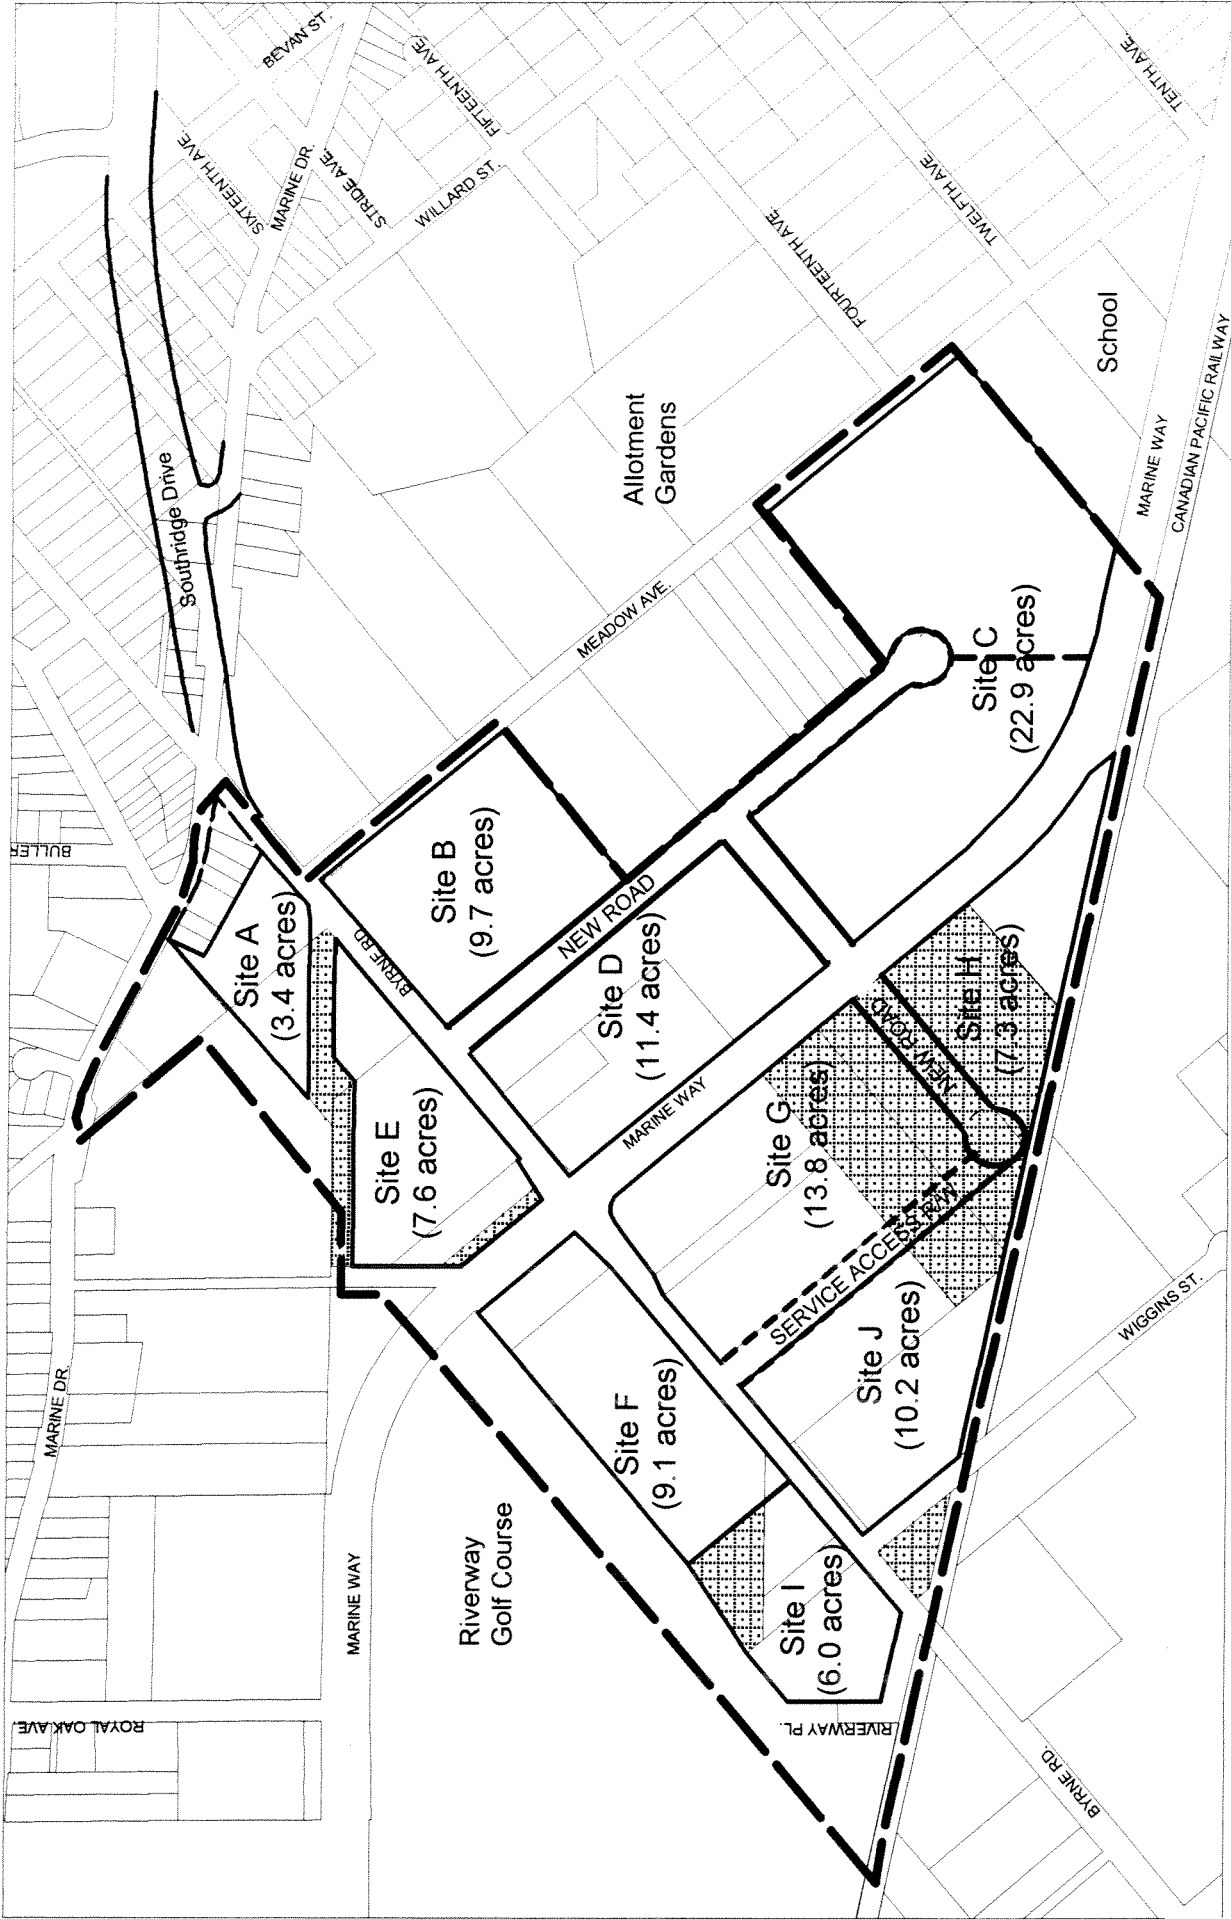 BEVAN ST.
FIFTEENTH AVE.
TENTH AVE.
SIXTEENTH AVE.
MARINE DR.
STRIDE AVE.
WILLARD ST.
TWELFTH AVE.
FOURTEENTH AVE.
School
Allotment
Gardens
MARINE WAY
CANADIAN PACIFIC RAILWAY
Southridge Drive
MEADOW AVE.
Site C
(22.9 acres)
BULLER
Site B
(9.7 acres)
NEW ROAD
BYRNE RD.
Site A
(3.4 acres)
Site D
(11.4 acres)
Site H
(7.3 acres)
NEW ROAD
MARINE WAY
Site E
(7.6 acres)
Site G
(13.8 acres)
SERVICE ACCESS R/W
WIGGINS ST.
Site J
(10.2 acres)
MARINE DR.
Site F
(9.1 acres)
Riverway
Golf Course
MARINE WAY
Site I
(6.0 acres)
ROYAL OAK AVE.
RIVERWAY PL.
BYRNE RD.